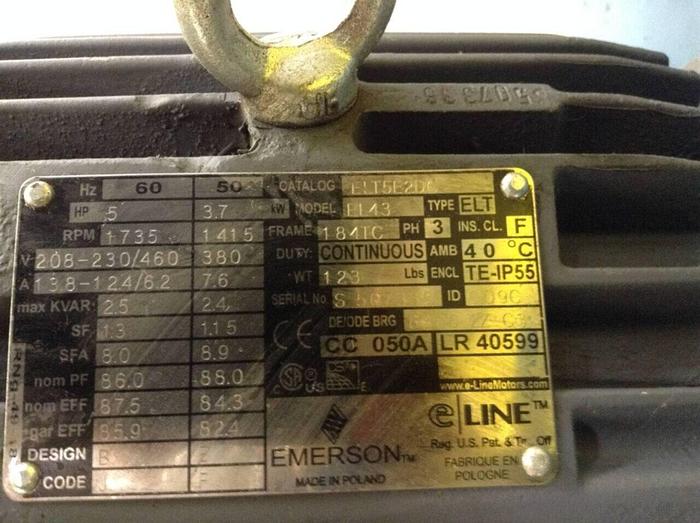 Hz 60 50 CATALOG ELT5E2D
HP 5 3.7 kW MODEL EL43 TYPE ELT
RPM 1735 1415 FRAME 184TC PH 3 INS. CL. F
V 208-230/460 380 DUTY: CONTINUOUS AMB 40 °C
A 13.8-12.4/6.2 7.6 WT 123 Lbs ENCL TE-IP55
max KVAR 2.5 2.4 SERIAL No. ID
SF 1.3 1.15 DE/ODE BRG
SFA 8.0 8.9 CC 050A LR 40599
nom PF 86.0 88.0 www.e-LineMotors.com
nom EFF 87.5 84.3 e LINE™
gar EFF 85.9 82.4 Reg. U.S. Pat. & Off
DESIGN B EMERSON™ FABRIQUE EN
CODE MADE IN POLAND POLOGNE